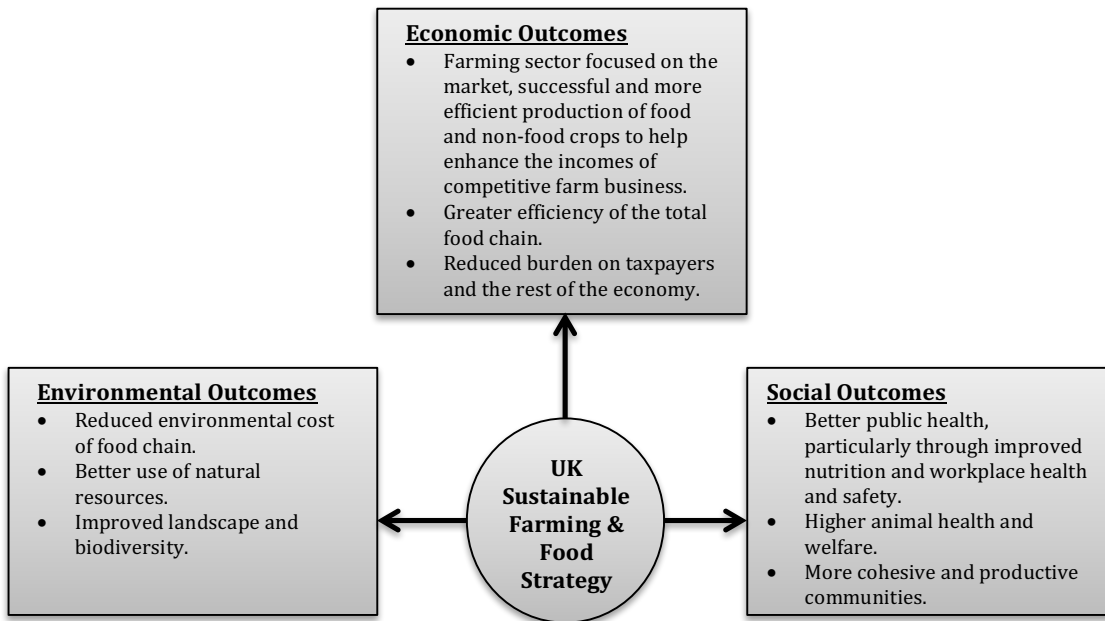 Economic Outcomes
• Farming sector focused on the
market, successful and more
efficient production of food
and non-food crops to help
enhance the incomes of
competitive farm business.
• Greater efficiency of the total
food chain.
• Reduced burden on taxpayers
and the rest of the economy.
Environmental Outcomes
• Reduced environmental cost
of food chain.
• Better use of natural
resources.
• Improved landscape and
biodiversity.
UK
Sustainable
Farming &
Food
Strategy
Social Outcomes
• Better public health,
particularly through improved
nutrition and workplace health
and safety.
• Higher animal health and
welfare.
• More cohesive and productive
communities.